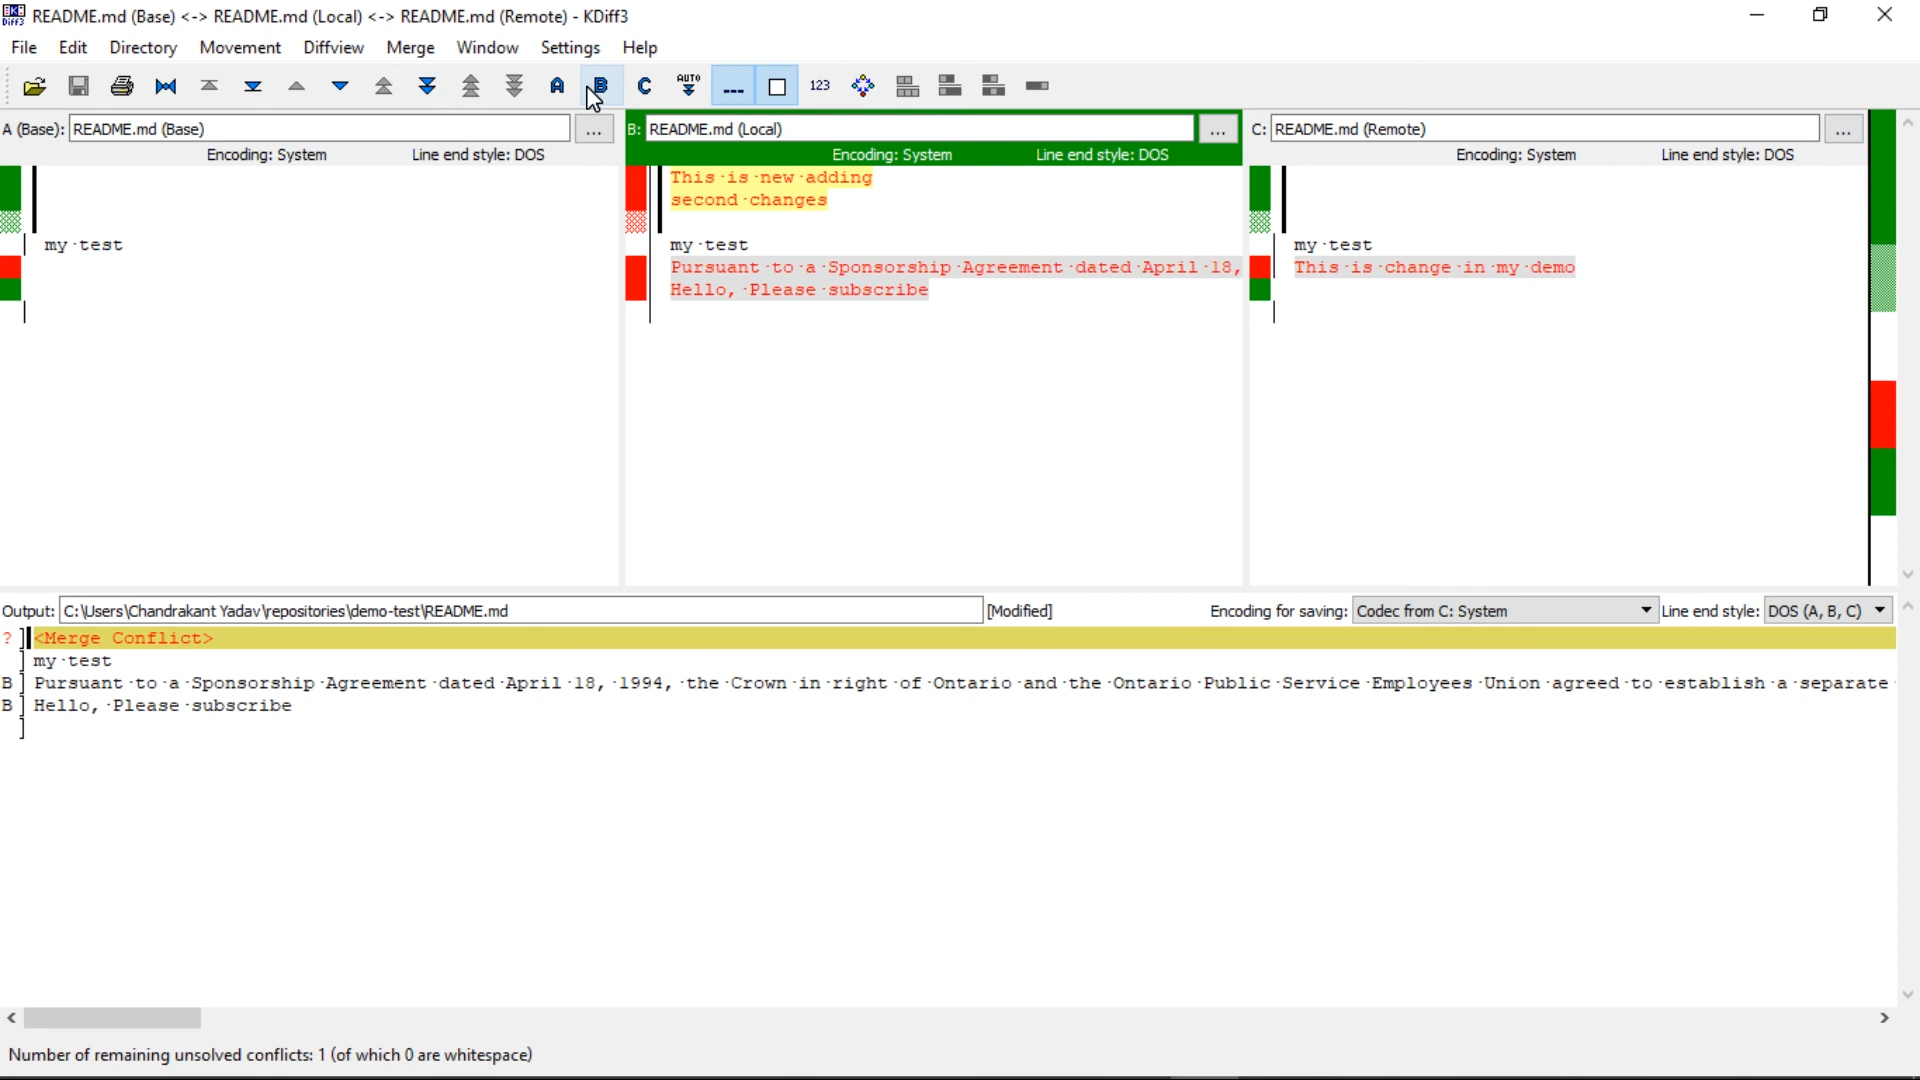 README.md (Base) <-> README.md (Local) <-> README.md (Remote) - KDiff3
File Edit Directory Movement Diffview Merge Window Settings Help
A B C AUTO 123
A (Base): README.md (Base) ... B: README.md (Local) ... C: README.md (Remote) ...
Encoding: System Line end style: DOS Encoding: System Line end style: DOS Encoding: System Line end style: DOS
This·is·new·adding
second·changes
my·test my·test my·test
Pursuant·to·a·Sponsorship·Agreement·dated·April·18, This·is·change·in·my·demo
Hello,·Please·subscribe
Output: C:\Users\Chandrakant Yadav\repositories\demo-test\README.md [Modified] Encoding for saving: Codec from C: System Line end style: DOS (A, B, C)
? <Merge Conflict>
my·test
B Pursuant·to·a·Sponsorship·Agreement·dated·April·18,·1994,·the·Crown·in·right·of·Ontario·and·the·Ontario·Public·Service·Employees·Union·agreed·to·establish·a·separate·
B Hello,·Please·subscribe
Number of remaining unsolved conflicts: 1 (of which 0 are whitespace)